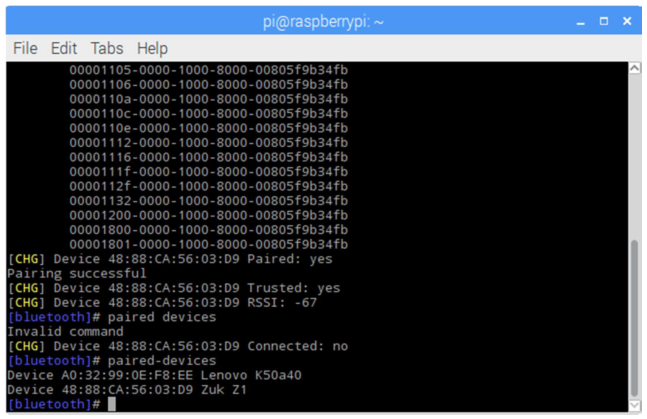 pi@raspberrypi: ~
File Edit Tabs Help
00001105-0000-1000-8000-00805f9b34fb
00001106-0000-1000-8000-00805f9b34fb
0000110a-0000-1000-8000-00805f9b34fb
0000110c-0000-1000-8000-00805f9b34fb
0000110e-0000-1000-8000-00805f9b34fb
00001112-0000-1000-8000-00805f9b34fb
00001116-0000-1000-8000-00805f9b34fb
0000111f-0000-1000-8000-00805f9b34fb
0000112f-0000-1000-8000-00805f9b34fb
00001132-0000-1000-8000-00805f9b34fb
00001200-0000-1000-8000-00805f9b34fb
00001800-0000-1000-8000-00805f9b34fb
00001801-0000-1000-8000-00805f9b34fb
[CHG] Device 48:88:CA:56:03:D9 Paired: yes
Pairing successful
[CHG] Device 48:88:CA:56:03:D9 Trusted: yes
[CHG] Device 48:88:CA:56:03:D9 RSSI: -67
[bluetooth]# paired devices
Invalid command
[CHG] Device 48:88:CA:56:03:D9 Connected: no
[bluetooth]# paired-devices
Device A0:32:99:0E:F8:EE Lenovo K50a40
Device 48:88:CA:56:03:D9 Zuk Z1
[bluetooth]#